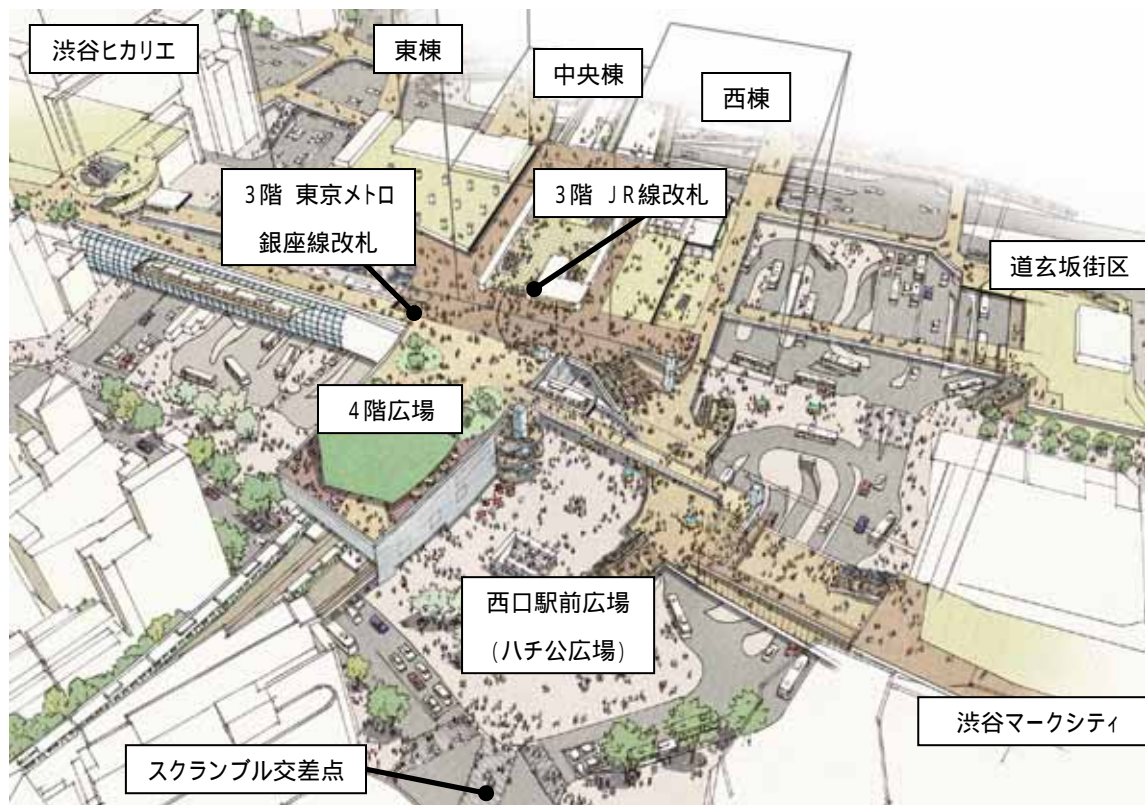 渋谷ヒカリエ
東棟
中央棟
西棟
3階 東京メトロ
銀座線改札
3階 JR線改札
道玄坂街区
4階広場
西口駅前広場
(ハチ公広場)
渋谷マークシティ
スクランブル交差点